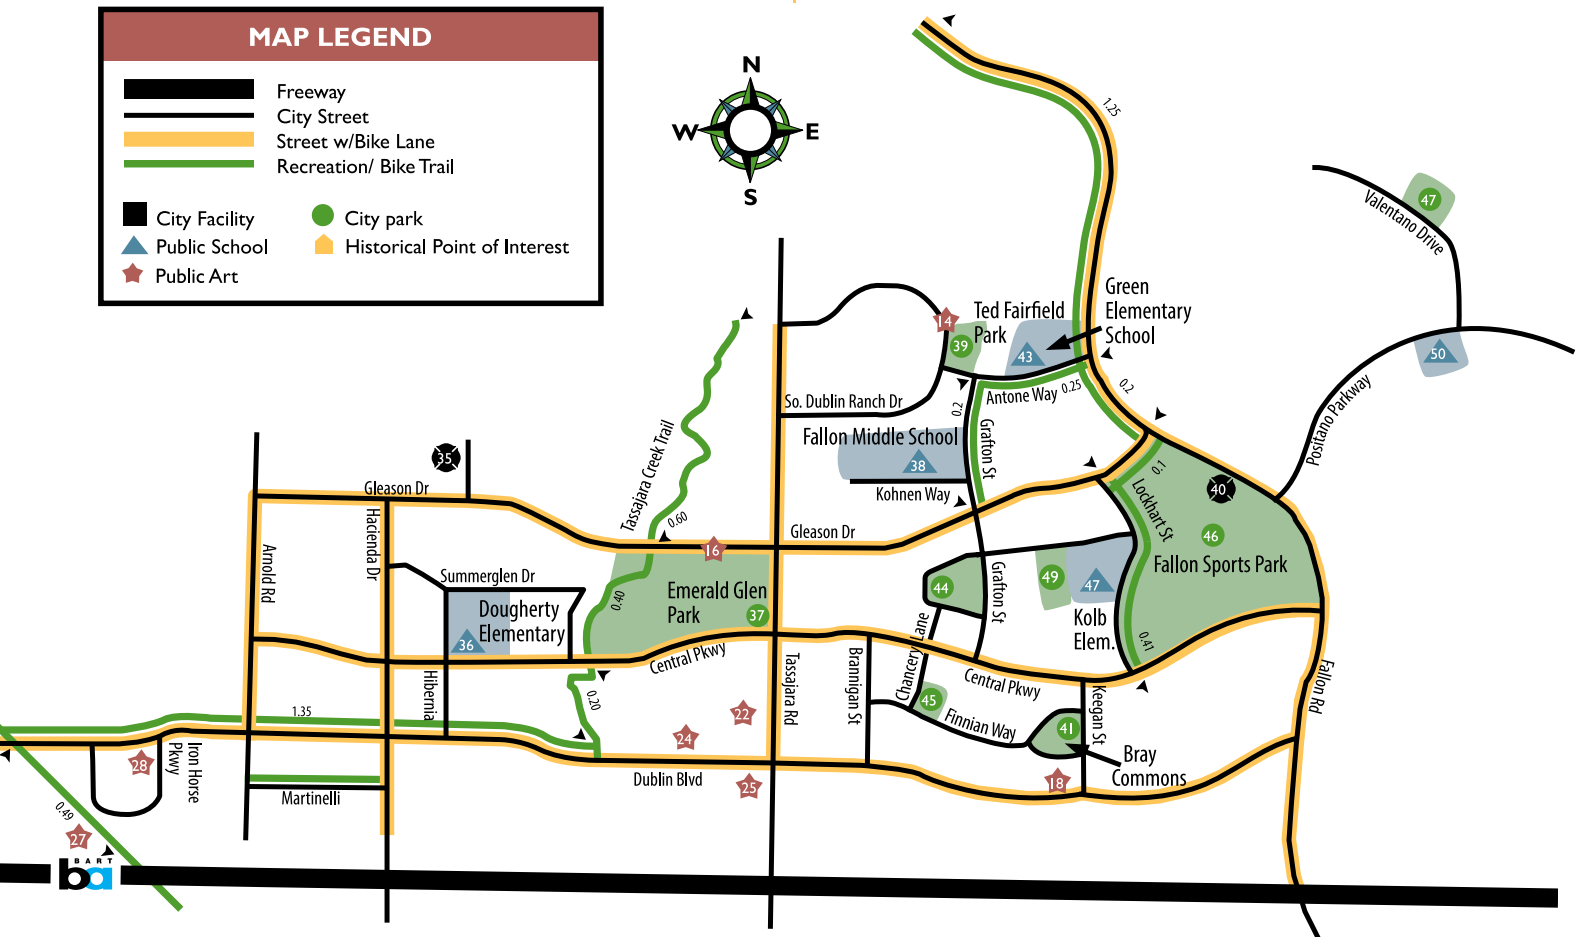 MAP LEGEND
Freeway
City Street
Street w/Bike Lane
Recreation/ Bike Trail
City Facility
City park
Public School
Historical Point of Interest
Public Art
N
W
E
S
1.25
47
Valentano Drive
Green
Elementary
School
Ted Fairfield
Park
14
39
43
50
Antone Way
0.25
0.2
0.2
So. Dublin Ranch Dr
Positano Parkway
Fallon Middle School
38
Kohnen Way
Grafton St
Tassajara Creek Trail
0.60
35
Gleason Dr
Gleason Dr
0.1
Lockhart St
40
46
Fallon Sports Park
16
Emerald Glen
Park
37
0.40
Hacienda Dr
Arnold Rd
Summerglen Dr
Dougherty
Elementary
36
44
Grafton St
49
47
Kolb
Elem.
0.41
Central Pkwy
Central Pkwy
Chancery Lane
Brannigan St
Tassajara Rd
Hibernia
0.20
22
24
25
45
Finnian Way
41
Keegan St
Bray
Commons
18
Fallon Rd
1.35
Dublin Blvd
Iron Horse
Pkwy
28
Martinelli
0.49
27
BART
ba